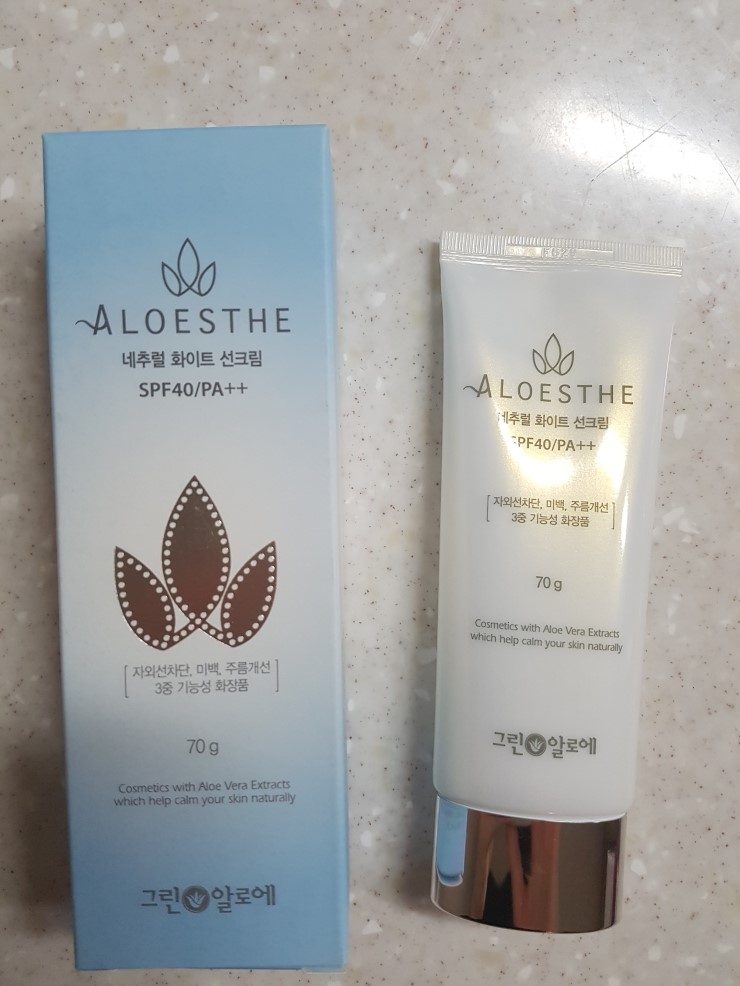 ALOESTHE
네추럴 화이트 선크림
SPF40/PA++
[ 자외선차단, 미백, 주름개선
3중 기능성 화장품 ]
70 g
Cosmetics with Aloe Vera Extracts
which help calm your skin naturally
그린알로에
ALOESTHE
네추럴 화이트 선크림
SPF40/PA++
[ 자외선차단, 미백, 주름개선
3중 기능성 화장품 ]
70 g
Cosmetics with Aloe Vera Extracts
which help calm your skin naturally
그린알로에